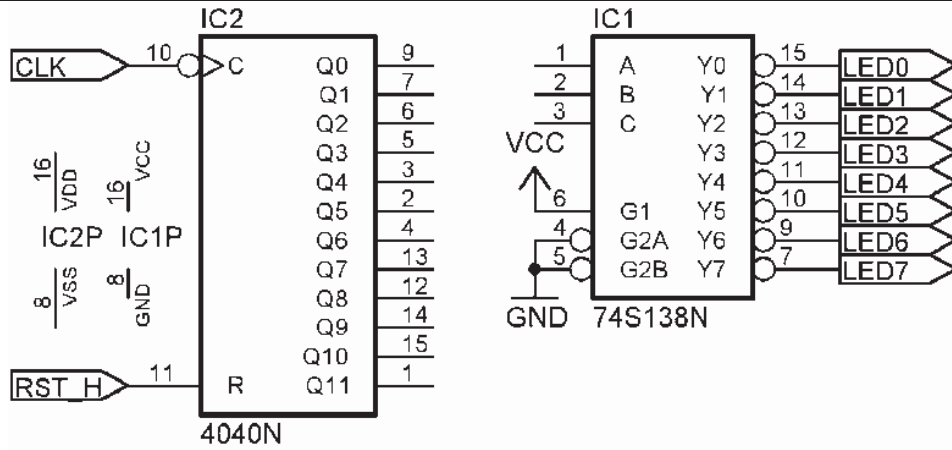 IC2
IC1
CLK
10
C
Q0
9
Q1
7
Q2
6
Q3
5
Q4
3
Q5
2
Q6
4
Q7
13
Q8
12
Q9
14
Q10
15
Q11
1
RST_H
11
R
4040N
16
VDD
16
VCC
IC2P
IC1P
8
VSS
8
GND
1
A
2
B
3
C
VCC
6
G1
4
G2A
5
G2B
GND
74S138N
Y0
15
LED0
Y1
14
LED1
Y2
13
LED2
Y3
12
LED3
Y4
11
LED4
Y5
10
LED5
Y6
9
LED6
Y7
7
LED7